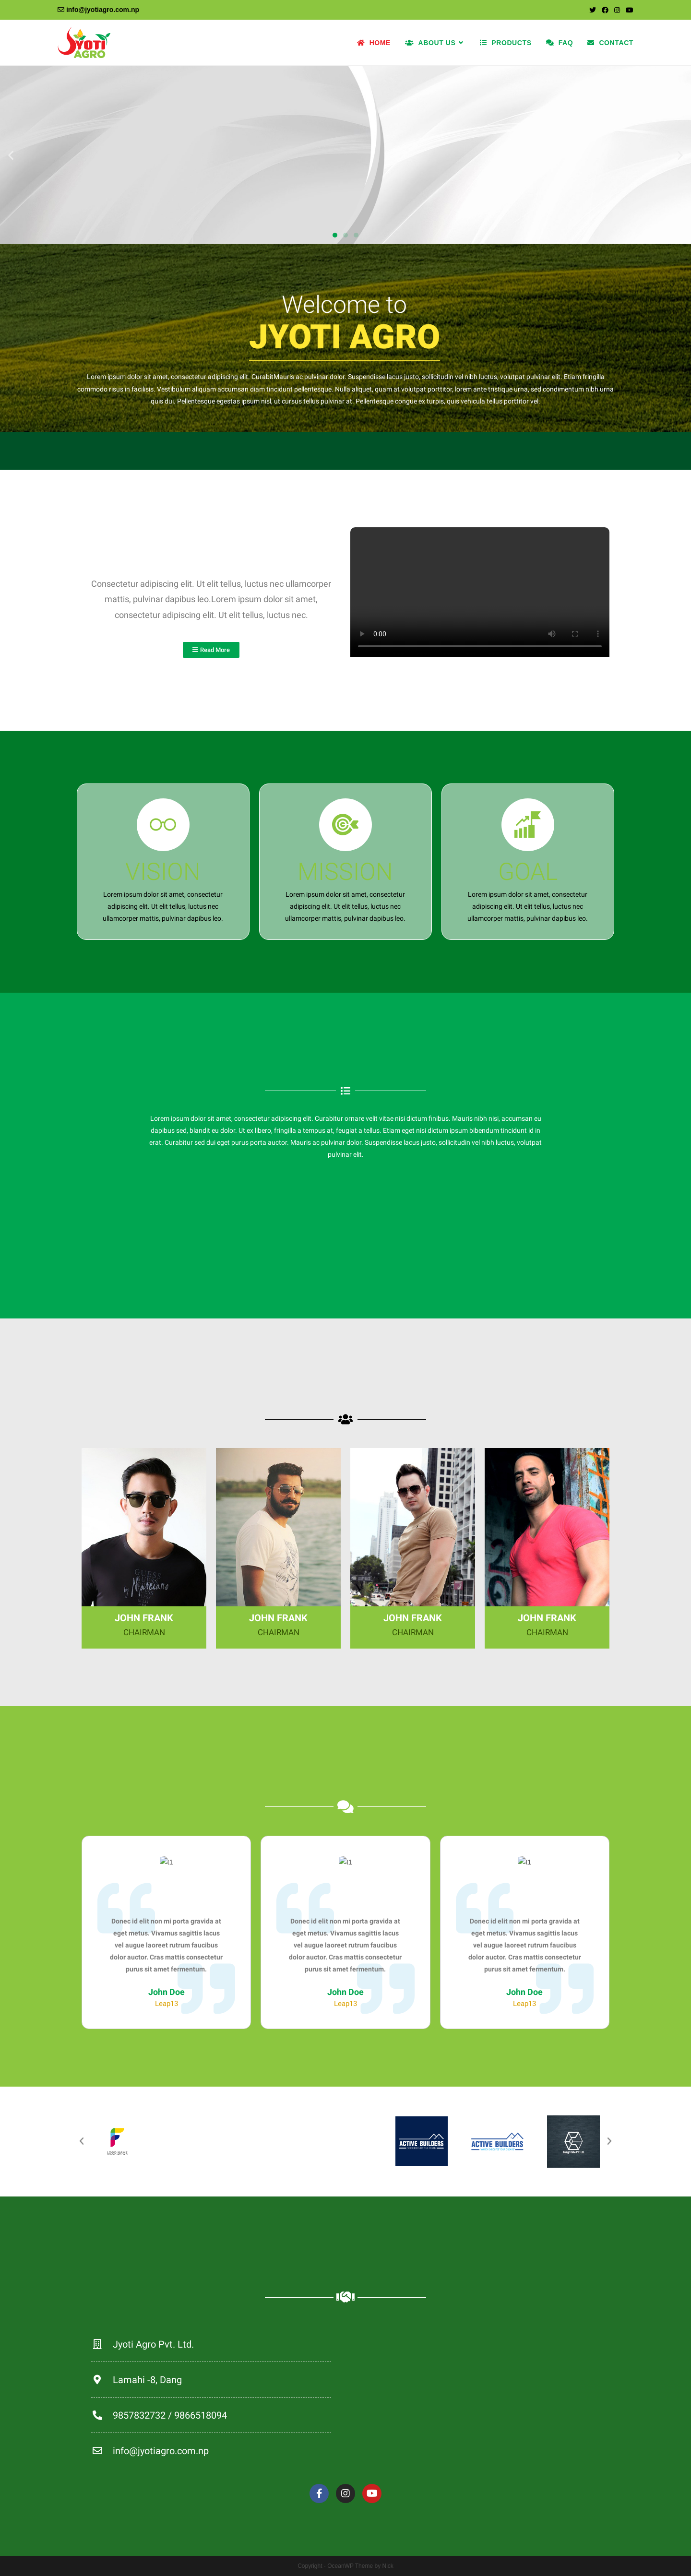 info@jyotiagro.com.np
JYOTI
AGRO
HOME
ABOUT US
PRODUCTS
FAQ
CONTACT
Welcome to
JYOTI AGRO
Lorem ipsum dolor sit amet, consectetur adipiscing elit. CurabitMauris ac pulvinar dolor. Suspendisse lacus justo, sollicitudin vel nibh luctus, volutpat pulvinar elit. Etiam fringilla
commodo risus in facilisis. Vestibulum aliquam accumsan diam tincidunt pellentesque. Nulla aliquet, quam at volutpat porttitor, lorem ante tristique urna, sed condimentum nibh urna
quis dui. Pellentesque egestas ipsum nisl, ut cursus tellus pulvinar at. Pellentesque congue ex turpis, quis vehicula tellus porttitor vel.
Consectetur adipiscing elit. Ut elit tellus, luctus nec ullamcorper
mattis, pulvinar dapibus leo.Lorem ipsum dolor sit amet,
consectetur adipiscing elit. Ut elit tellus, luctus nec.
Read More
0:00
VISION
Lorem ipsum dolor sit amet, consectetur
adipiscing elit. Ut elit tellus, luctus nec
ullamcorper mattis, pulvinar dapibus leo.
MISSION
Lorem ipsum dolor sit amet, consectetur
adipiscing elit. Ut elit tellus, luctus nec
ullamcorper mattis, pulvinar dapibus leo.
GOAL
Lorem ipsum dolor sit amet, consectetur
adipiscing elit. Ut elit tellus, luctus nec
ullamcorper mattis, pulvinar dapibus leo.
Lorem ipsum dolor sit amet, consectetur adipiscing elit. Curabitur ornare velit vitae nisi dictum finibus. Mauris nibh nisi, accumsan eu
dapibus sed, blandit eu dolor. Ut ex libero, fringilla a tempus at, feugiat a tellus. Etiam eget nisi dictum ipsum bibendum tincidunt id in
erat. Curabitur sed dui eget purus porta auctor. Mauris ac pulvinar dolor. Suspendisse lacus justo, sollicitudin vel nibh luctus, volutpat
pulvinar elit.
JOHN FRANK
CHAIRMAN
JOHN FRANK
CHAIRMAN
JOHN FRANK
CHAIRMAN
JOHN FRANK
CHAIRMAN
t1
Donec id elit non mi porta gravida at
eget metus. Vivamus sagittis lacus
vel augue laoreet rutrum faucibus
dolor auctor. Cras mattis consectetur
purus sit amet fermentum.
John Doe
Leap13
t1
Donec id elit non mi porta gravida at
eget metus. Vivamus sagittis lacus
vel augue laoreet rutrum faucibus
dolor auctor. Cras mattis consectetur
purus sit amet fermentum.
John Doe
Leap13
t1
Donec id elit non mi porta gravida at
eget metus. Vivamus sagittis lacus
vel augue laoreet rutrum faucibus
dolor auctor. Cras mattis consectetur
purus sit amet fermentum.
John Doe
Leap13
ACTIVE BUILDERS
ACTIVE BUILDERS
Jyoti Agro Pvt. Ltd.
Lamahi -8, Dang
9857832732 / 9866518094
info@jyotiagro.com.np
Copyright - OceanWP Theme by Nick